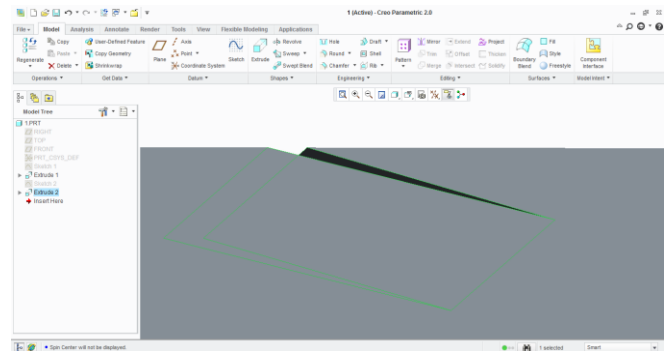 1 (Active) - Creo Parametric 2.0
File Model Analysis Annotate Render Tools View Flexible Modeling Applications
Regenerate Copy Paste Delete User-Defined Feature Copy Geometry Shrinkwrap Plane Axis Point Coordinate System Sketch Extrude Revolve Sweep Swept Blend Hole Round Chamfer Draft Shell Rib Pattern Mirror Extend Project Trim Offset Thicken Merge Intersect Solidify Boundary Blend Fill Style Freestyle Component Interface
Operations Get Data Datum Shapes Engineering Editing Surfaces Model Intent
Model Tree
1.PRT
RIGHT
TOP
FRONT
PRT_CSYS_DEF
Sketch 1
Extrude 1
Sketch 2
Extrude 2
Insert Here
Spin Center will not be displayed.
1 selected
Smart